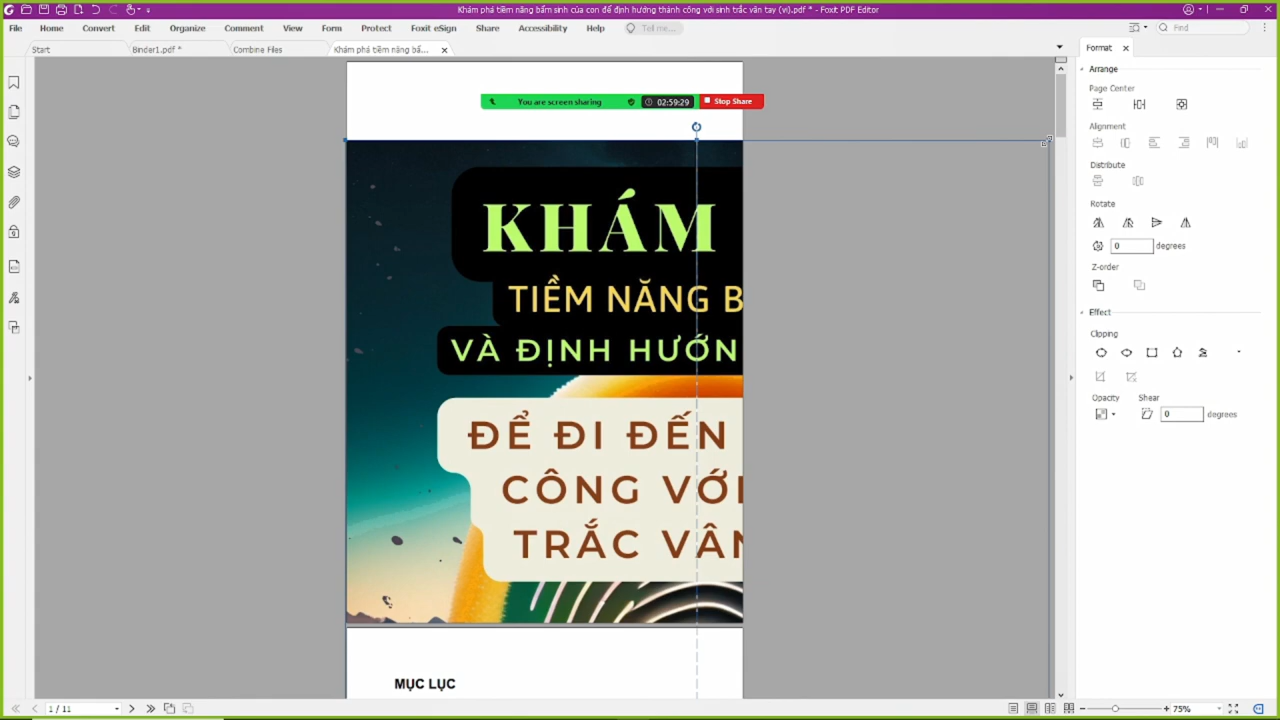 Khám phá tiềm năng bẩm sinh của con để định hướng thành công với sinh trắc vân tay (vi).pdf * - Foxit PDF Editor
File Home Convert Edit Organize Comment View Form Protect Foxit eSign Share Accessibility Help Tell me... Find
Start Binder1.pdf * Combine Files Khám phá tiềm năng bẩ... Format
You are screen sharing 02:59:29 Stop Share
Arrange
Page Center
Alignment
Distribute
Rotate
0 degrees
Z-order
Effect
Clipping
Opacity Shear
0 degrees
KHÁM
TIỀM NĂNG B
VÀ ĐỊNH HƯỚN
ĐỂ ĐI ĐẾN
CÔNG VỚI
TRẮC VÂN
MỤC LỤC
1 / 11 75%